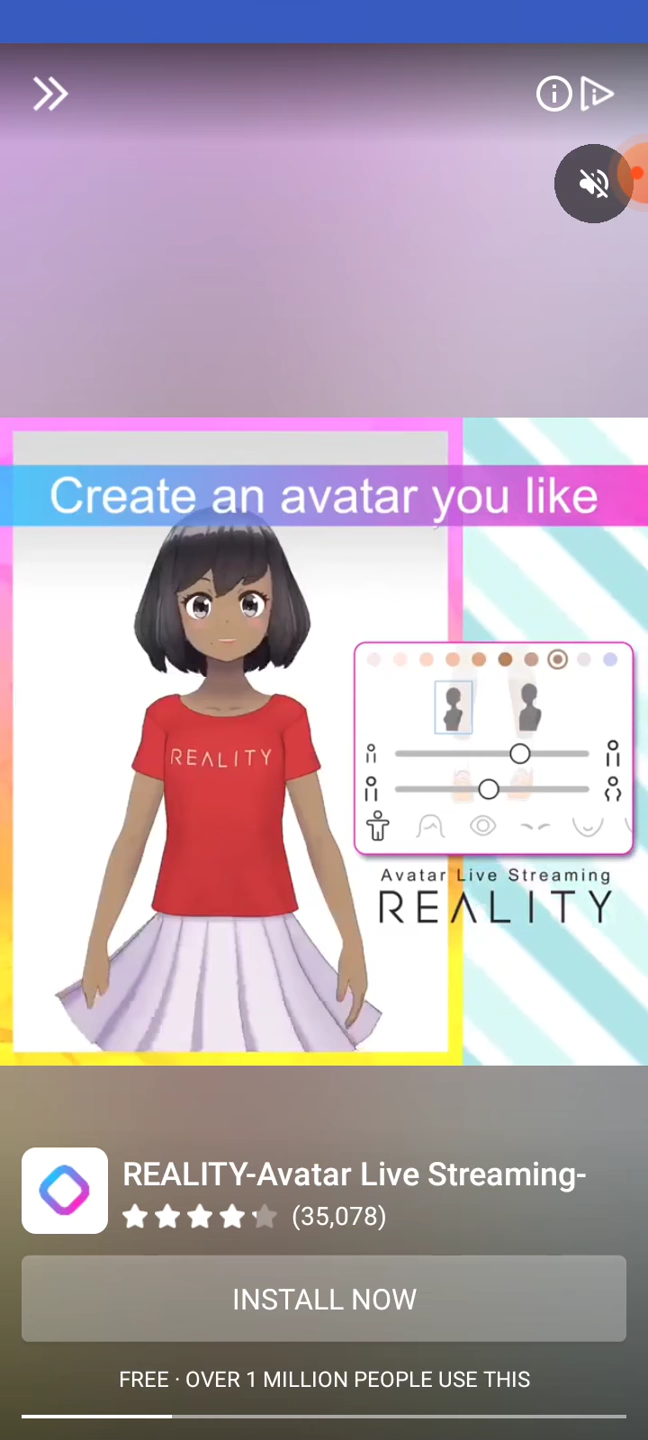 Create an avatar you like
REALITY
Avatar Live Streaming
REALITY
REALITY-Avatar Live Streaming-
(35,078)
INSTALL NOW
FREE · OVER 1 MILLION PEOPLE USE THIS